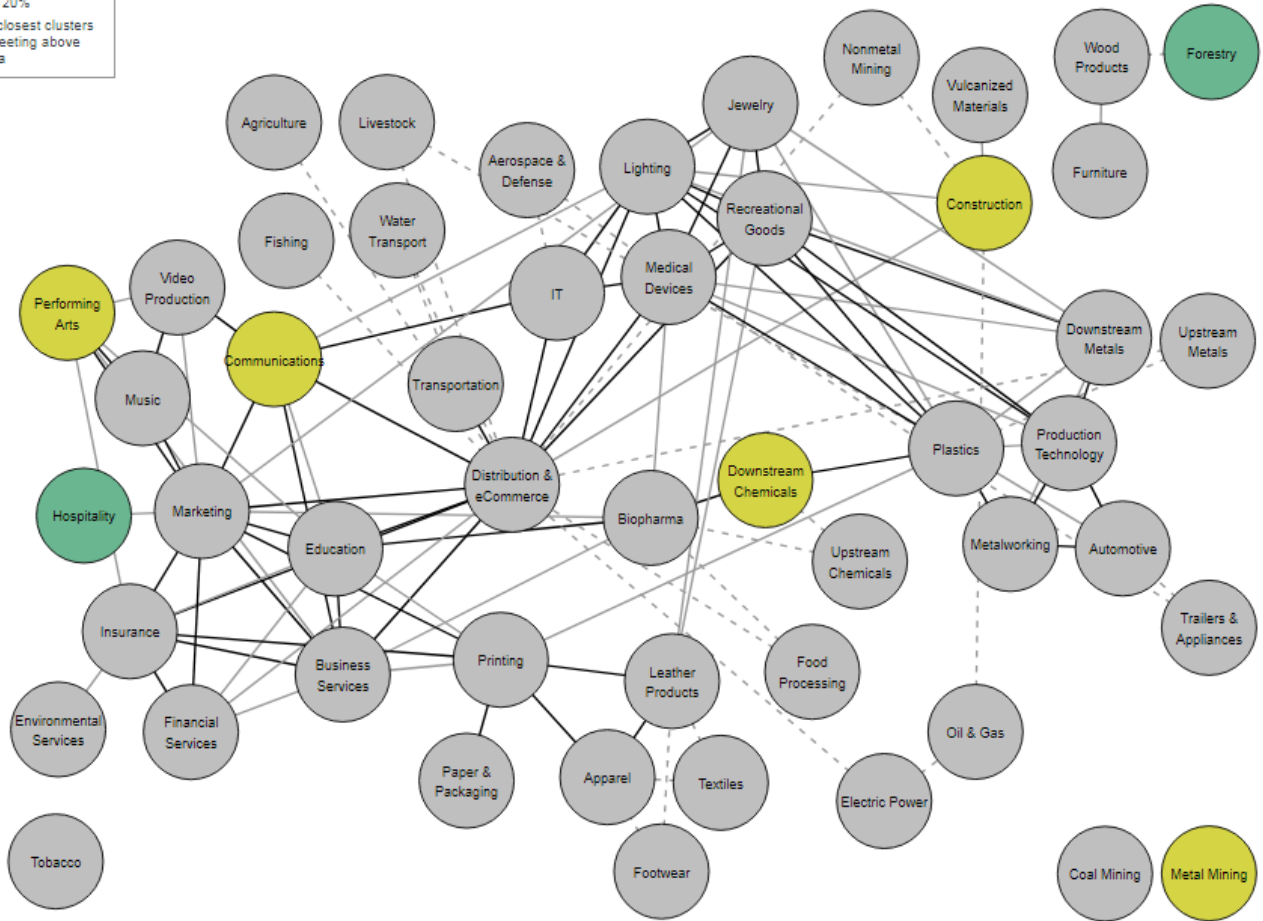 20%
closest clusters
eeting above
a
Nonmetal
Mining
Wood
Products
Forestry
Vulcanized
Materials
Jewelry
Agriculture
Livestock
Aerospace &
Defense
Lighting
Furniture
Construction
Recreational
Goods
Water
Transport
Fishing
Medical
Devices
Video
Production
IT
Performing
Arts
Communications
Downstream
Metals
Upstream
Metals
Transportation
Music
Production
Technology
Plastics
Distribution &
eCommerce
Downstream
Chemicals
Hospitality
Marketing
Biopharma
Education
Metalworking
Automotive
Upstream
Chemicals
Insurance
Trailers &
Appliances
Printing
Business
Services
Leather
Products
Food
Processing
Environmental
Services
Financial
Services
Oil & Gas
Paper &
Packaging
Apparel
Textiles
Electric Power
Tobacco
Footwear
Coal Mining
Metal Mining